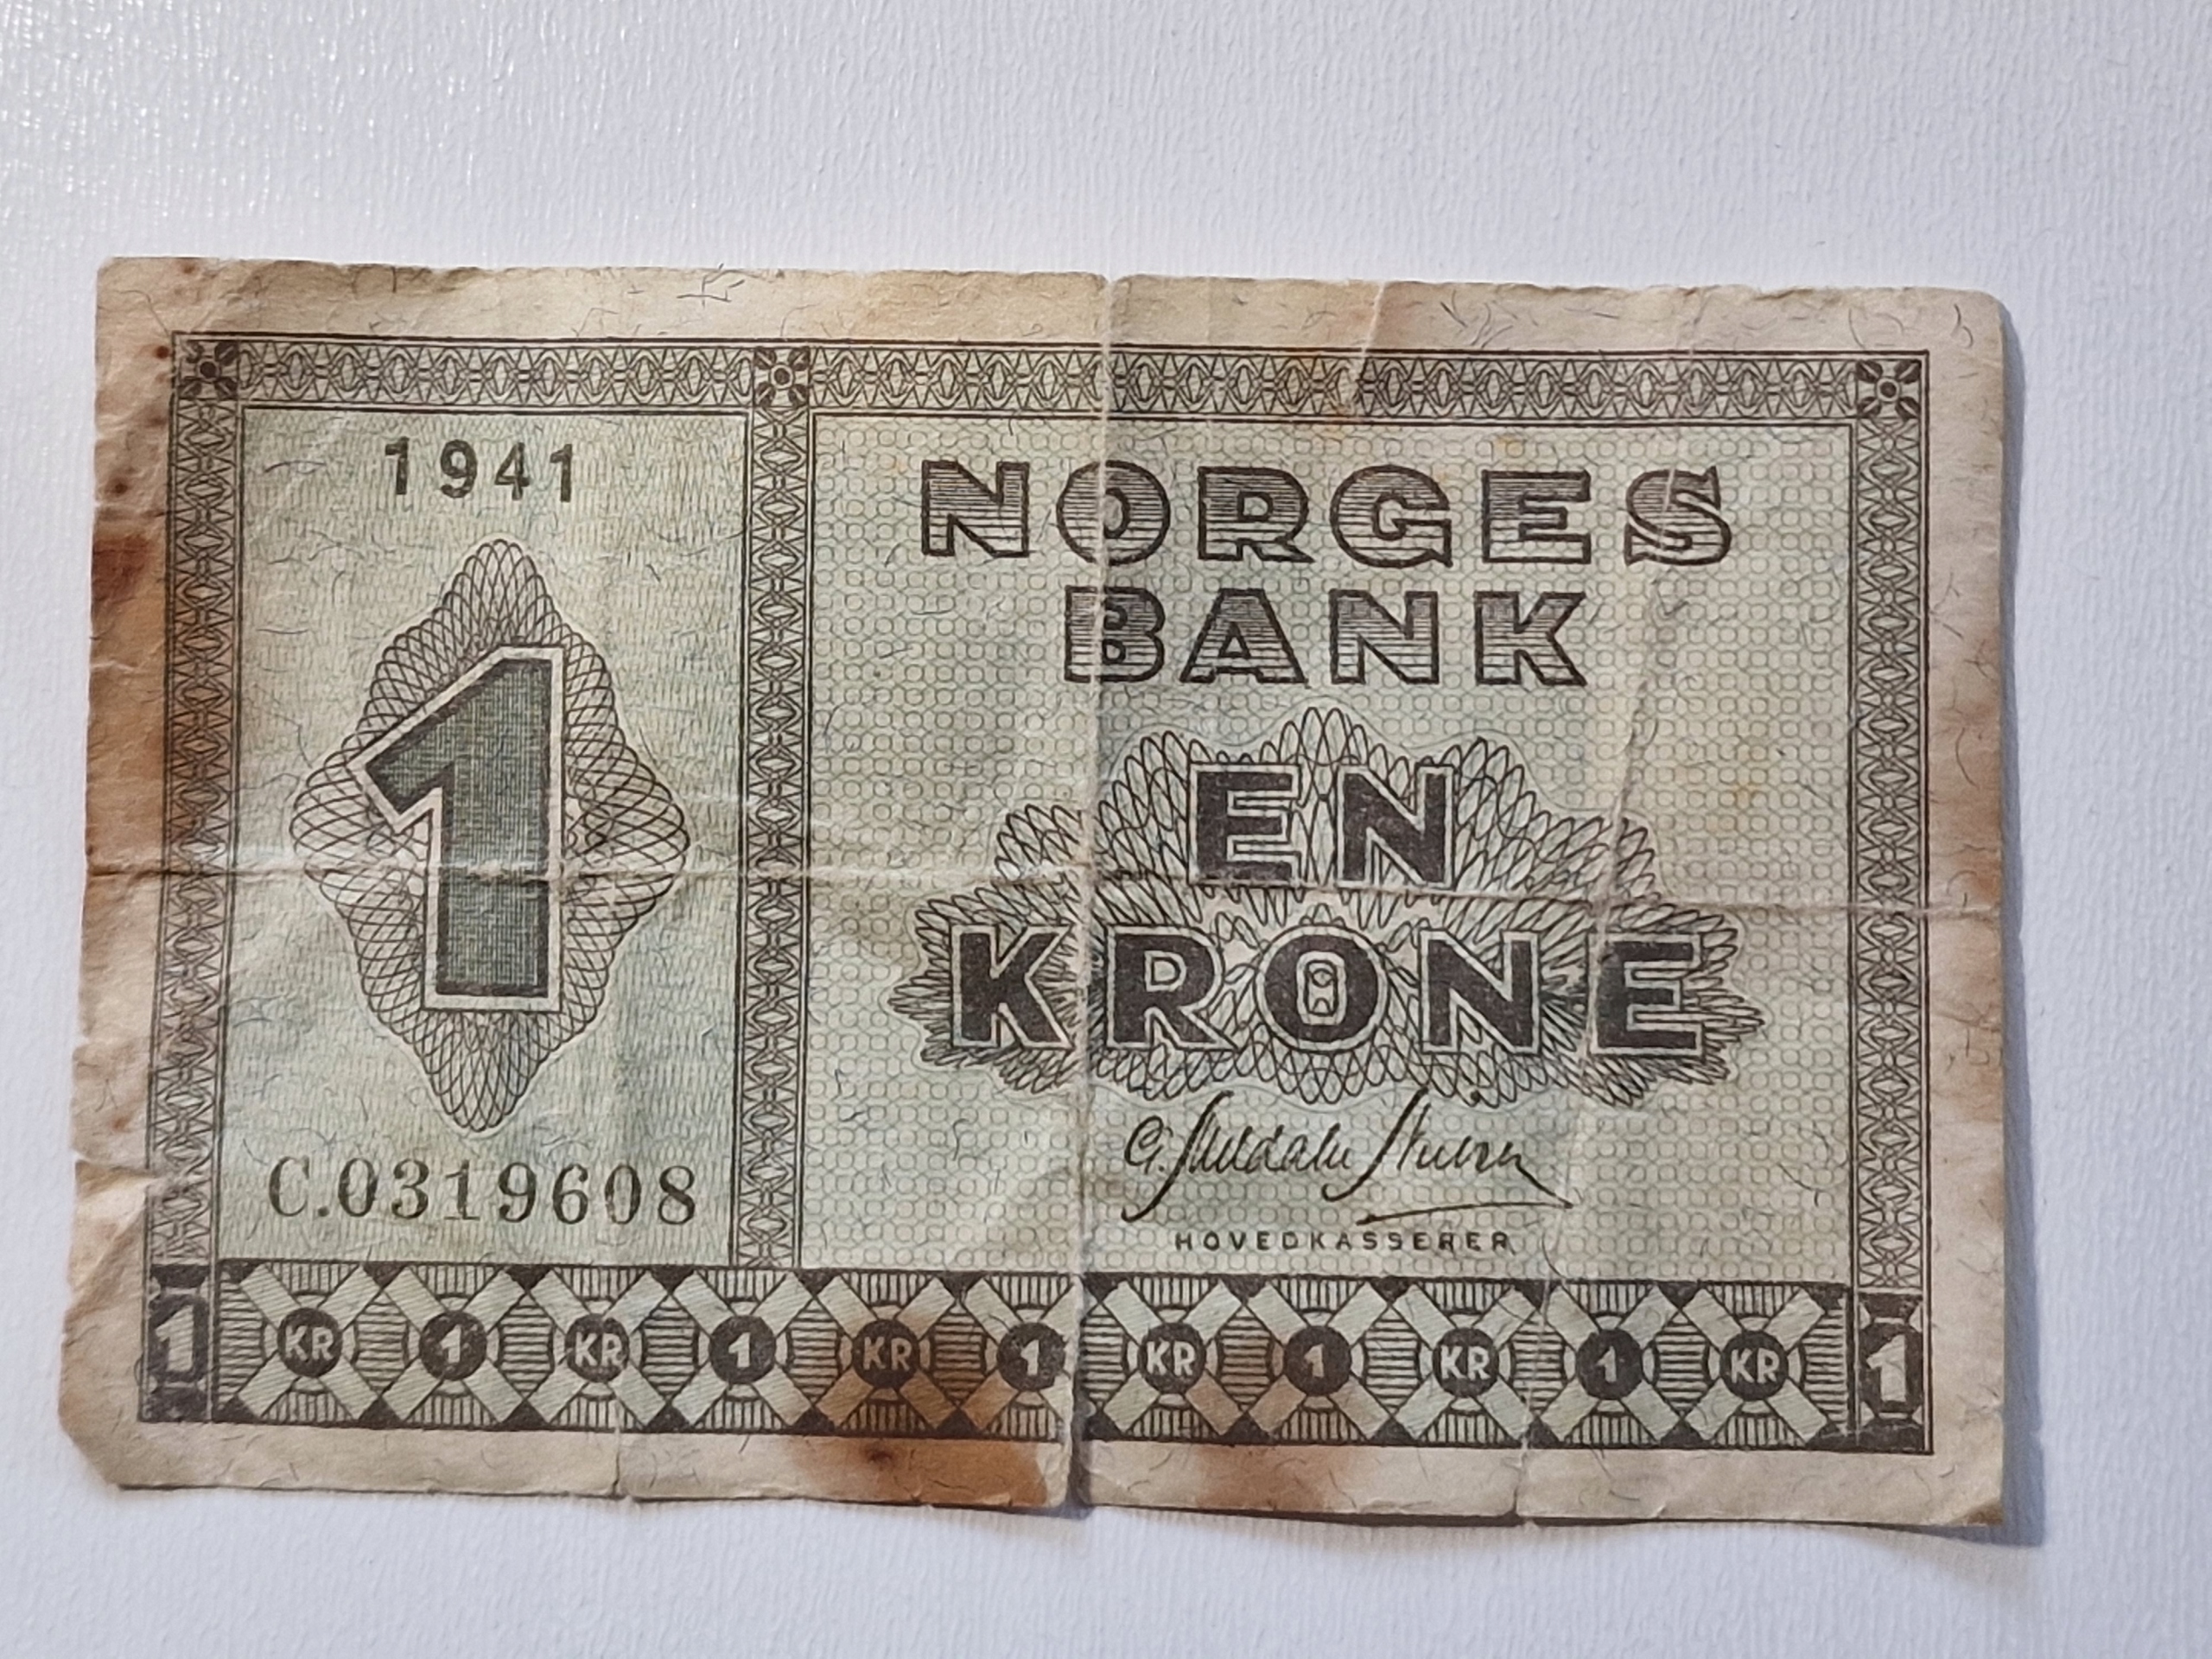 1941
NORGES
BANK
1
EN
KRONE
C.0319608
HOVEDKASSERER
1 KR 1 KR 1 KR 1 KR 1 KR 1 KR 1